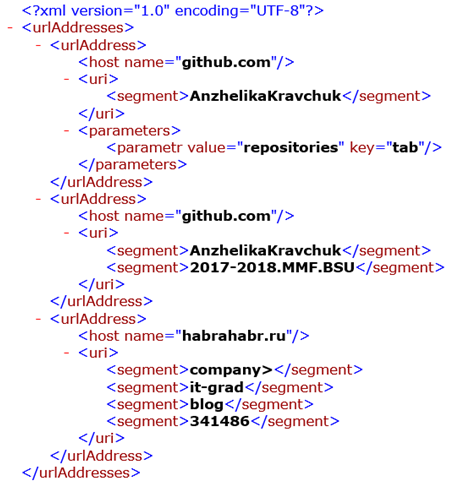 <?xml version="1.0" encoding="UTF-8"?>
- <urlAddresses>
- <urlAddress>
<host name="github.com"/>
- <uri>
<segment>AnzhelikaKravchuk</segment>
</uri>
- <parameters>
<parametr value="repositories" key="tab"/>
</parameters>
</urlAddress>
- <urlAddress>
<host name="github.com"/>
- <uri>
<segment>AnzhelikaKravchuk</segment>
<segment>2017-2018.MMF.BSU</segment>
</uri>
</urlAddress>
- <urlAddress>
<host name="habrahabr.ru"/>
- <uri>
<segment>company></segment>
<segment>it-grad</segment>
<segment>blog</segment>
<segment>341486</segment>
</uri>
</urlAddress>
</urlAddresses>